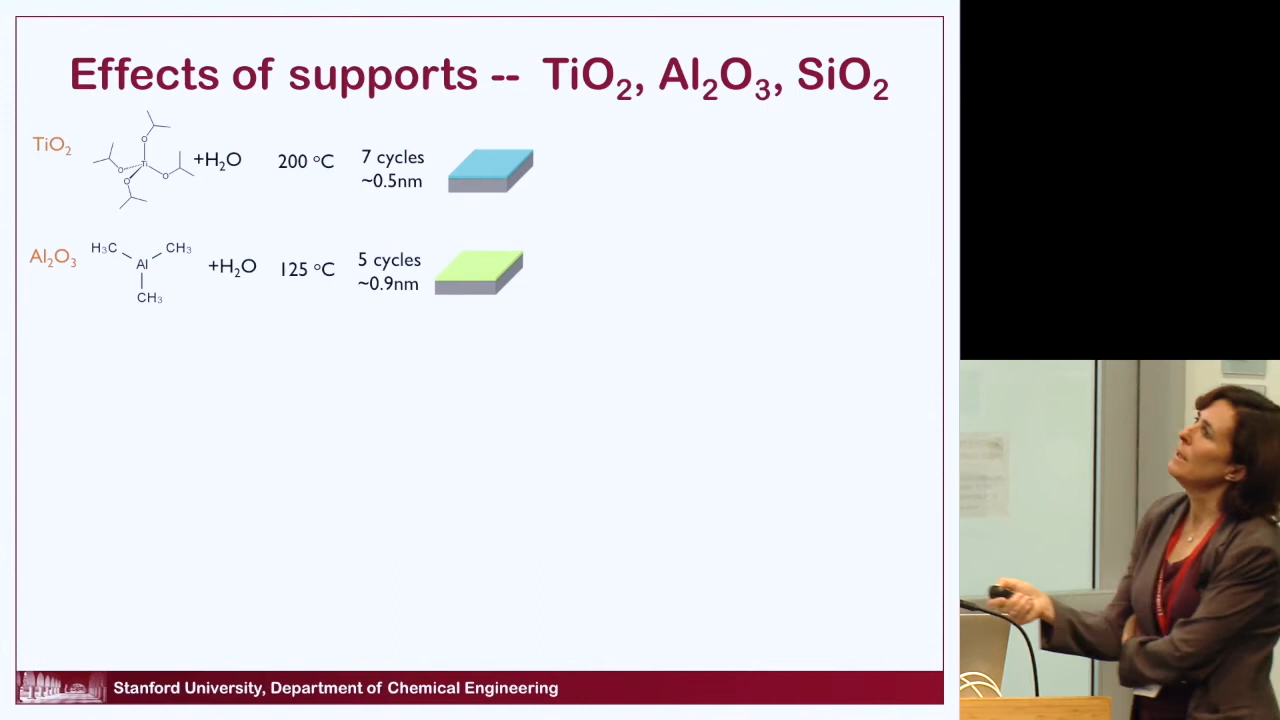 Effects of supports -- TiO₂, Al₂O₃, SiO₂
TiO₂
Ti
O
O
O
O
+H₂O
200 °C
7 cycles
~0.5nm
Al₂O₃
H₃C
CH₃
Al
CH₃
+H₂O
125 °C
5 cycles
~0.9nm
Stanford University, Department of Chemical Engineering